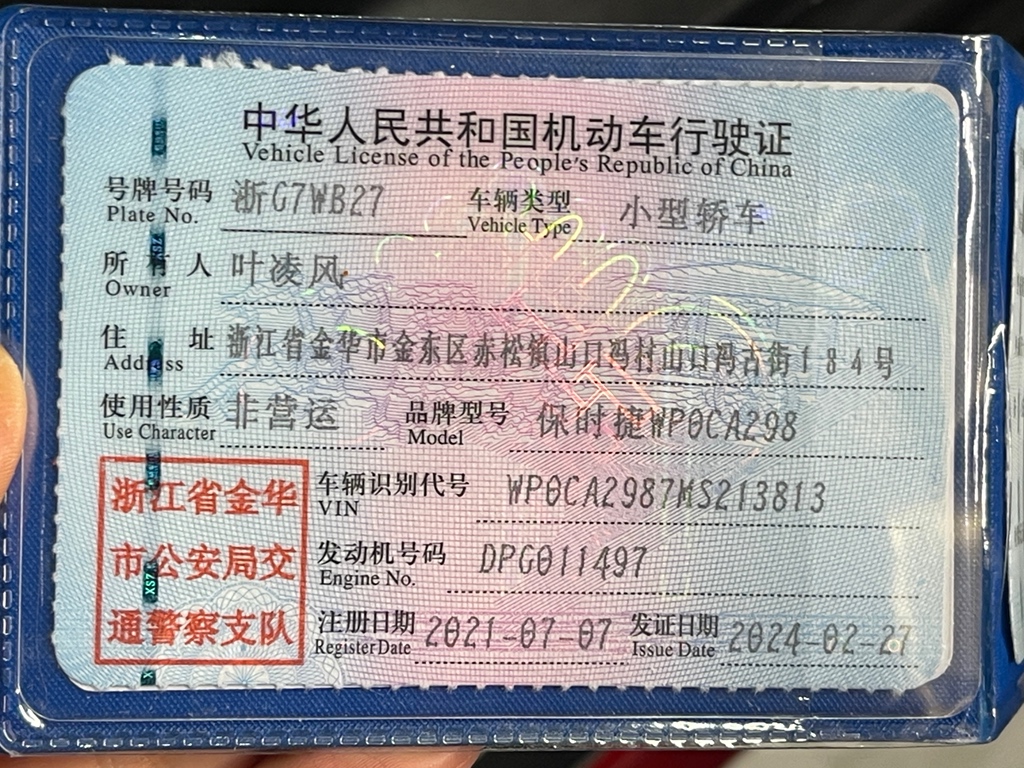 中华人民共和国机动车行驶证
Vehicle License of the People's Republic of China
号牌号码 浙G7WB27 车辆类型 小型轿车
Plate No. Vehicle Type
所有人 叶凌风
Owner
住址 浙江省金华市金东区赤松镇山口冯村山口冯古街184号
Address
使用性质 非营运 品牌型号 保时捷WP0CA298
Use Character Model
浙江省金华 车辆识别代号 WP0CA2987MS213813
VIN
市公安局交 发动机号码 DPG011497
Engine No.
通警察支队 注册日期 2021-07-07 发证日期 2024-02-27
Register Date Issue Date